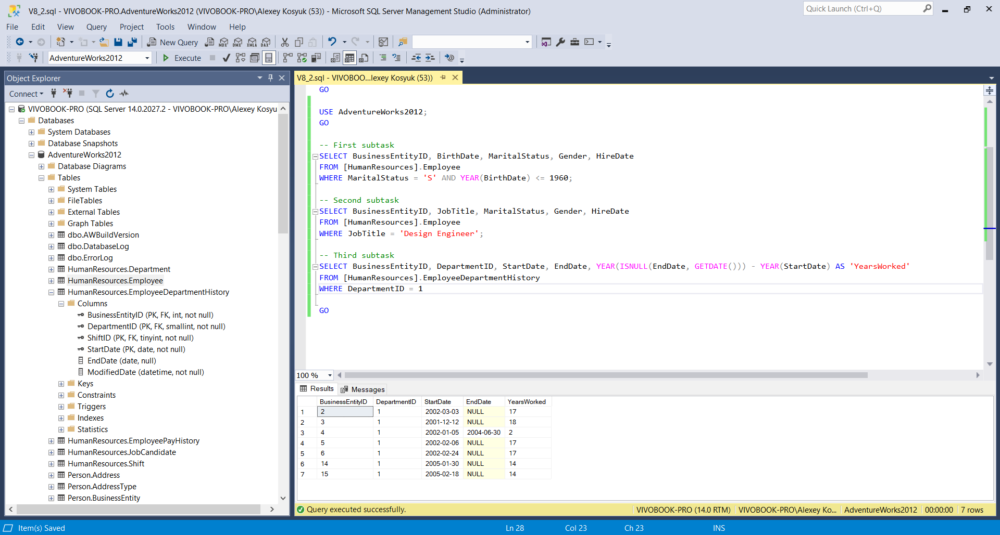 V8_2.sql - VIVOBOOK-PRO.AdventureWorks2012 (VIVOBOOK-PRO\Alexey Kosyuk (53)) - Microsoft SQL Server Management Studio (Administrator)
Quick Launch (Ctrl+Q)
File Edit View Query Project Tools Window Help
New Query MDX DMX XMLA DAX
AdventureWorks2012 Execute
Object Explorer
Connect
VIVOBOOK-PRO (SQL Server 14.0.2027.2 - VIVOBOOK-PRO\Alexey Kosyu
Databases
System Databases
Database Snapshots
AdventureWorks2012
Database Diagrams
Tables
System Tables
FileTables
External Tables
Graph Tables
dbo.AWBuildVersion
dbo.DatabaseLog
dbo.ErrorLog
HumanResources.Department
HumanResources.Employee
HumanResources.EmployeeDepartmentHistory
Columns
BusinessEntityID (PK, FK, int, not null)
DepartmentID (PK, FK, smallint, not null)
ShiftID (PK, FK, tinyint, not null)
StartDate (PK, date, not null)
EndDate (date, null)
ModifiedDate (datetime, not null)
Keys
Constraints
Triggers
Indexes
Statistics
HumanResources.EmployeePayHistory
HumanResources.JobCandidate
HumanResources.Shift
Person.Address
Person.AddressType
Person.BusinessEntity
V8_2.sql - VIVOBOO...lexey Kosyuk (53))
GO
USE AdventureWorks2012;
GO
-- First subtask
SELECT BusinessEntityID, BirthDate, MaritalStatus, Gender, HireDate
FROM [HumanResources].Employee
WHERE MaritalStatus = 'S' AND YEAR(BirthDate) <= 1960;
-- Second subtask
SELECT BusinessEntityID, JobTitle, MaritalStatus, Gender, HireDate
FROM [HumanResources].Employee
WHERE JobTitle = 'Design Engineer';
-- Third subtask
SELECT BusinessEntityID, DepartmentID, StartDate, EndDate, YEAR(ISNULL(EndDate, GETDATE())) - YEAR(StartDate) AS 'YearsWorked'
FROM [HumanResources].EmployeeDepartmentHistory
WHERE DepartmentID = 1
GO
100 %
Results Messages
BusinessEntityID DepartmentID StartDate EndDate YearsWorked
1 2 1 2002-03-03 NULL 17
2 3 1 2001-12-12 NULL 18
3 4 1 2002-01-05 2004-06-30 2
4 5 1 2002-02-06 NULL 17
5 6 1 2002-02-24 NULL 17
6 14 1 2005-01-30 NULL 14
7 15 1 2005-02-18 NULL 14
Query executed successfully. VIVOBOOK-PRO (14.0 RTM) VIVOBOOK-PRO\Alexey Ko... AdventureWorks2012 00:00:00 7 rows
Item(s) Saved Ln 28 Col 23 Ch 23 INS